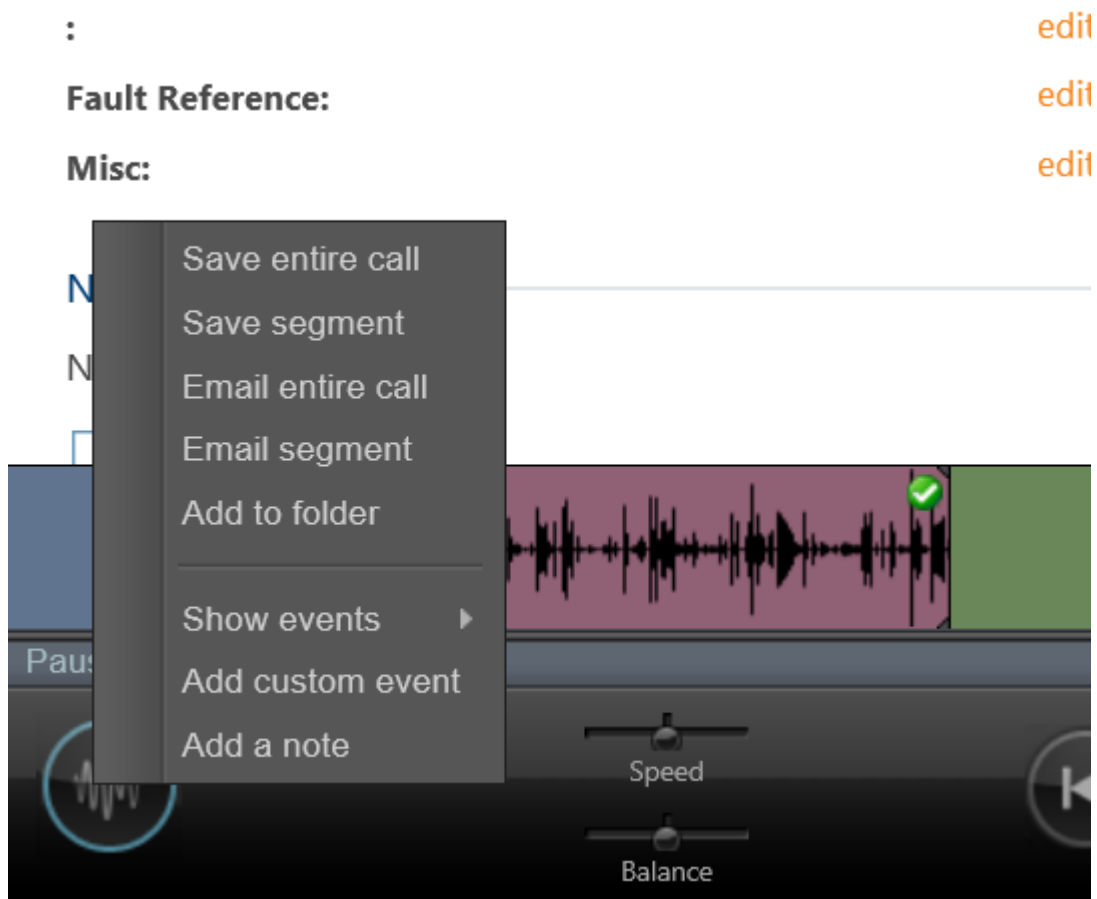 : edit
Fault Reference: edit
Misc: edit
Save entire call
N
Save segment
N
Email entire call
Email segment
Add to folder
Show events
Add custom event
Add a note
Speed
Balance